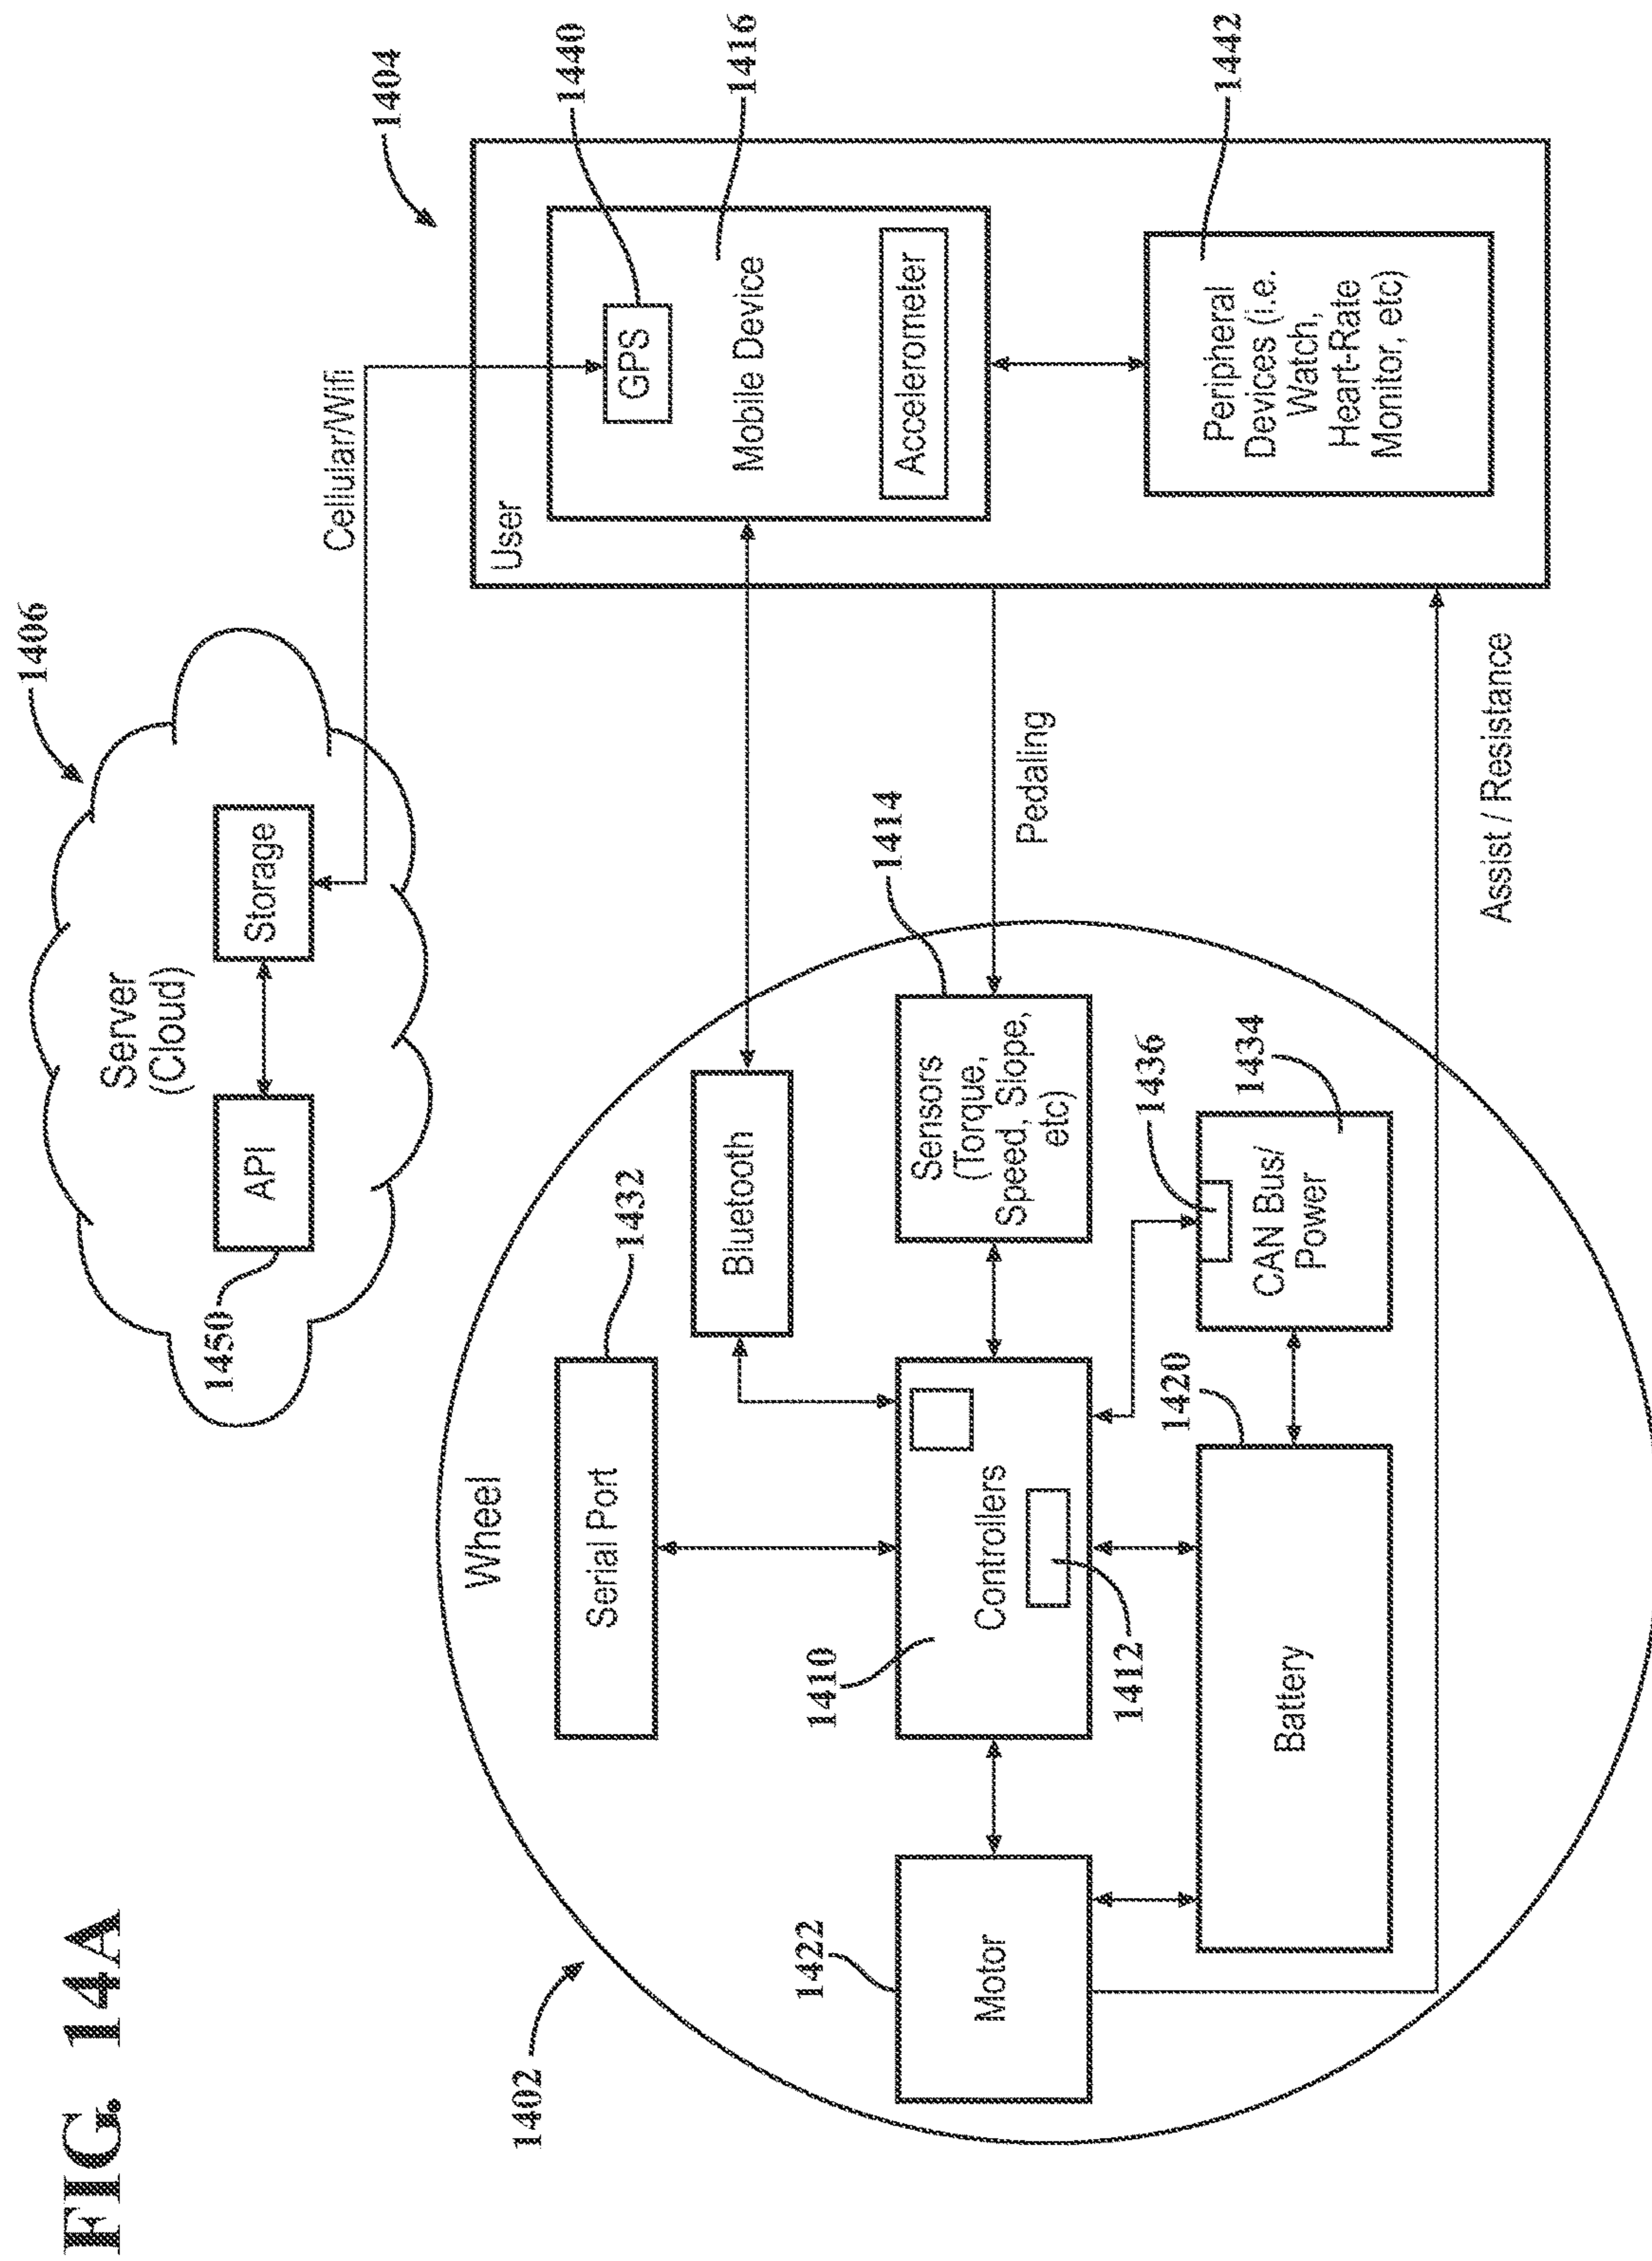 FIG. 14A
1406
Server
(Cloud)
API
Storage
1450
Cellular/Wifi
1404
User
GPS
1440
Mobile Device
1416
Accelerometer
Peripheral
Devices (i.e.
Watch,
Heart-Rate
Monitor, etc)
1442
Wheel
1402
Serial Port
1432
Bluetooth
1410
Controllers
1412
Sensors
(Torque,
Speed, Slope,
etc)
1414
Pedaling
1422
Motor
Battery
1420
1436
CAN Bus/
Power
1434
Assist / Resistance